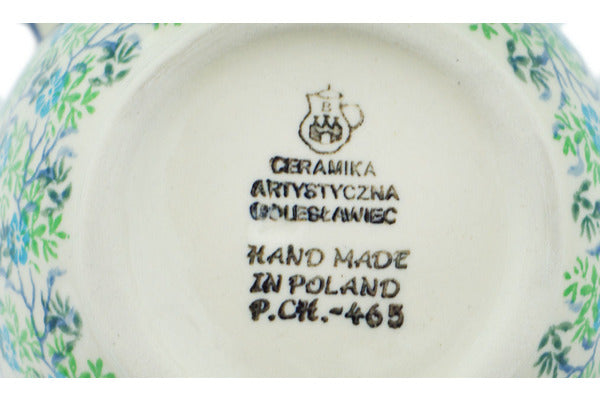 B
CERAMIKA
ARTYSTYCZNA
BOLESŁAWIEC
HAND MADE
IN POLAND
P.CH.-465